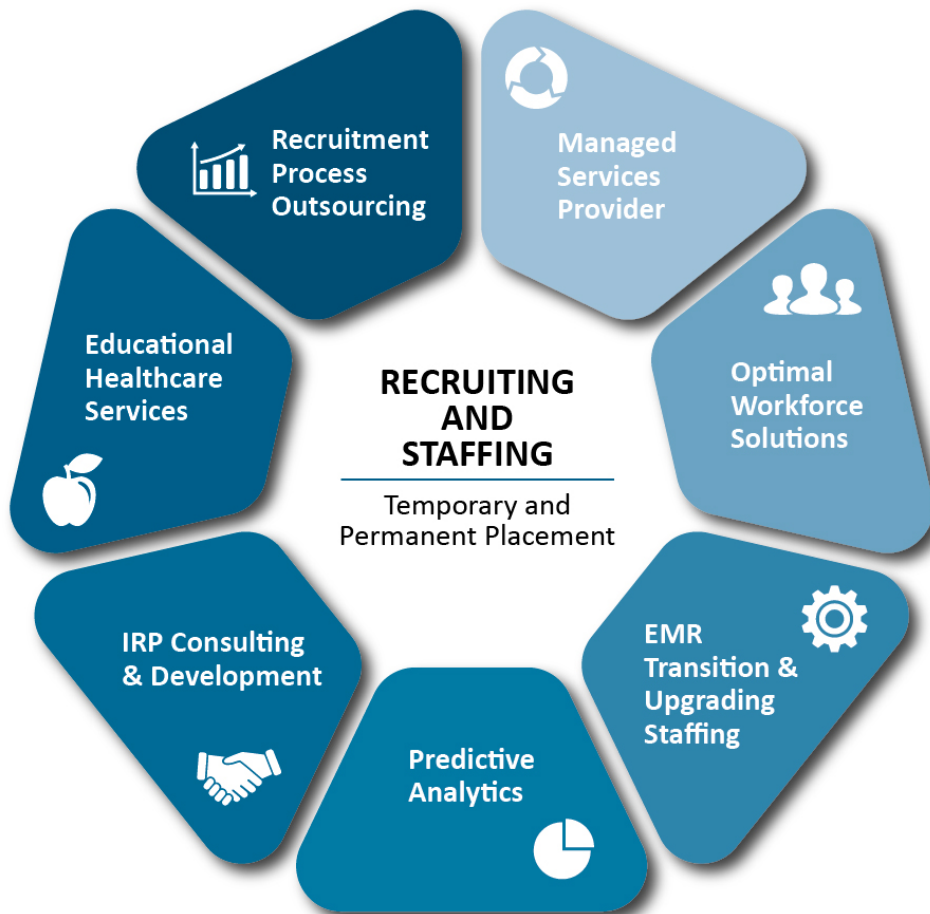 RECRUITING
AND
STAFFING
Temporary and
Permanent Placement
Managed
Services
Provider
Optimal
Workforce
Solutions
EMR
Transition &
Upgrading
Staffing
Predictive
Analytics
IRP Consulting
& Development
Educational
Healthcare
Services
Recruitment
Process
Outsourcing